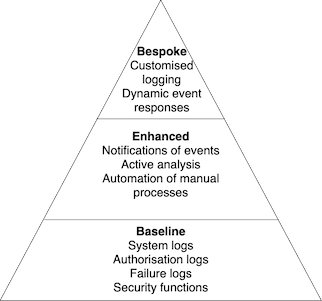 Bespoke
Customised
logging
Dynamic event
responses
Enhanced
Notifications of events
Active analysis
Automation of manual
processes
Baseline
System logs
Authorisation logs
Failure logs
Security functions